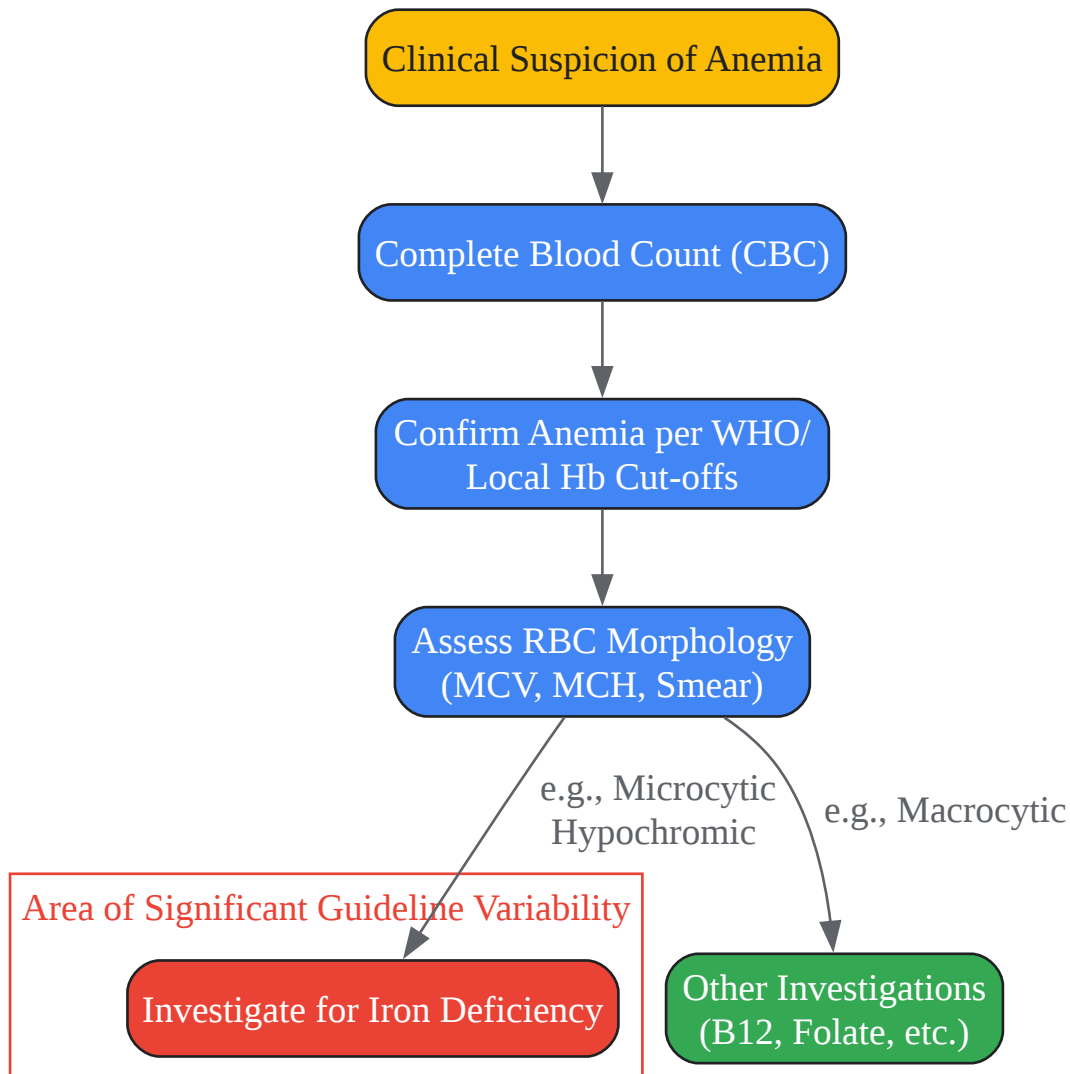 Clinical Suspicion of Anemia
Complete Blood Count (CBC)
Confirm Anemia per WHO/
Local Hb Cut-offs
Assess RBC Morphology
(MCV, MCH, Smear)
e.g., Microcytic
Hypochromic
e.g., Macrocytic
Area of Significant Guideline Variability
Investigate for Iron Deficiency
Other Investigations
(B12, Folate, etc.)